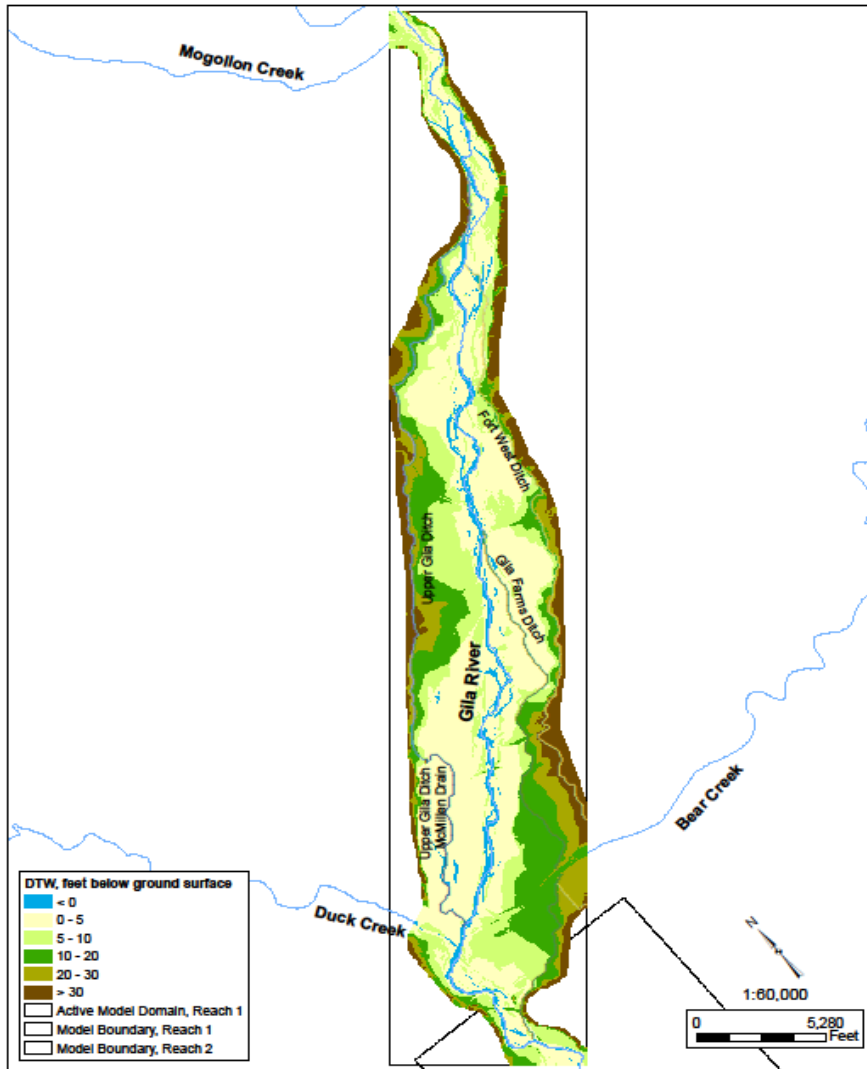 Mogollon Creek
Fort West Ditch
Upper Gila Ditch
Gila Farms Ditch
Gila River
Upper Gila Ditch
McMillen Drain
Bear Creek
Duck Creek
DTW, feet below ground surface
< 0
0 - 5
5 - 10
10 - 20
20 - 30
> 30
Active Model Domain, Reach 1
Model Boundary, Reach 1
Model Boundary, Reach 2
N
1:60,000
0 5,280
Feet